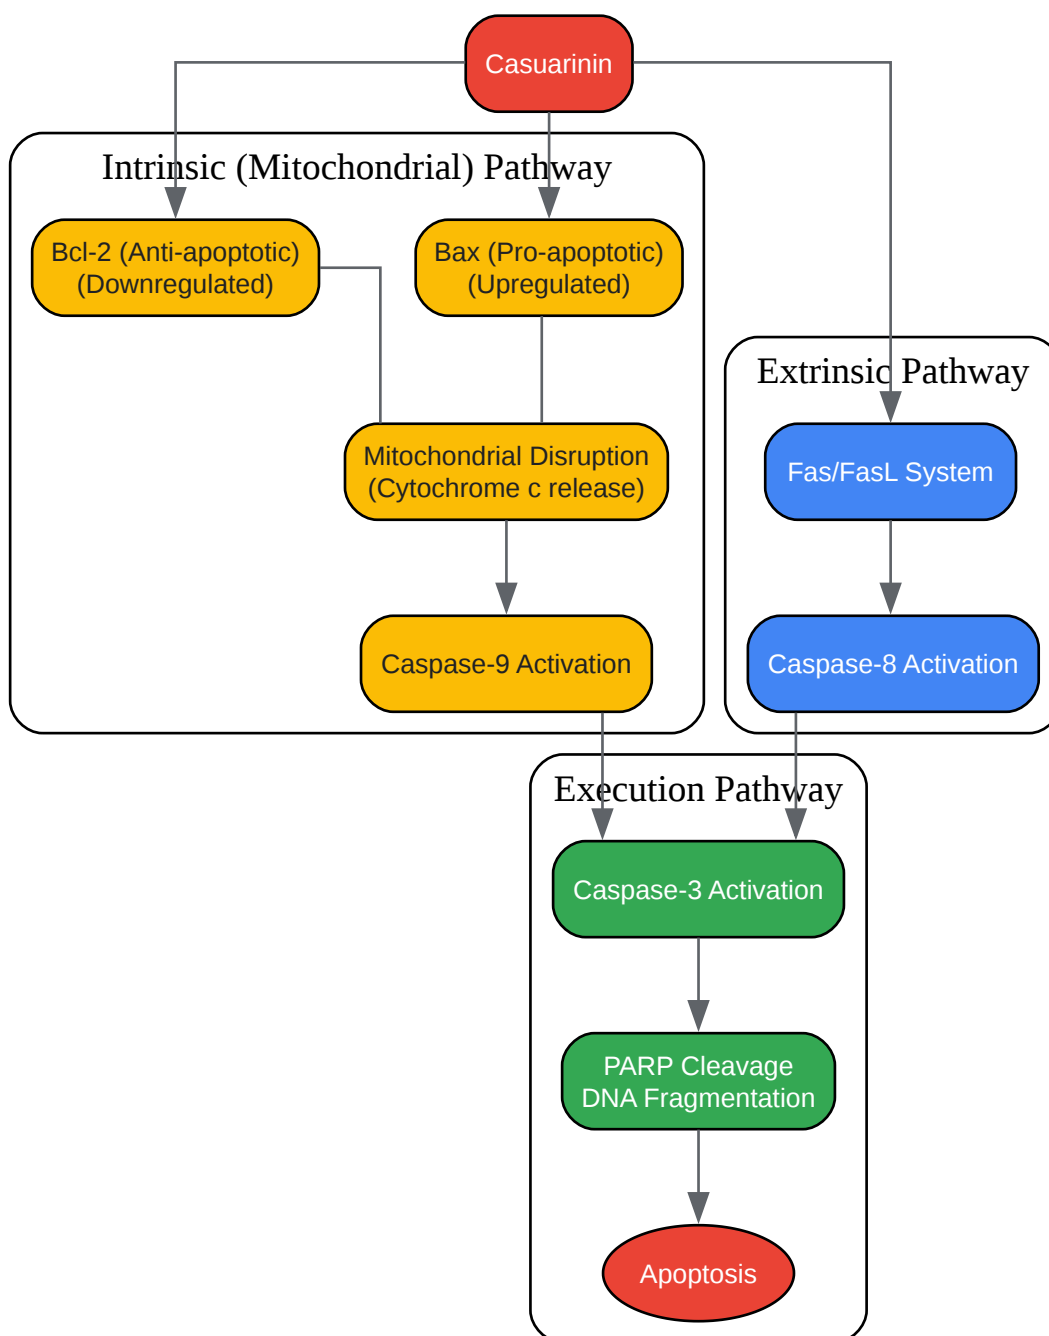 Casuarinin
Intrinsic (Mitochondrial) Pathway
Bcl-2 (Anti-apoptotic)
(Downregulated)
Bax (Pro-apoptotic)
(Upregulated)
Extrinsic Pathway
Mitochondrial Disruption
(Cytochrome c release)
Fas/FasL System
Caspase-9 Activation
Caspase-8 Activation
Execution Pathway
Caspase-3 Activation
PARP Cleavage
DNA Fragmentation
Apoptosis